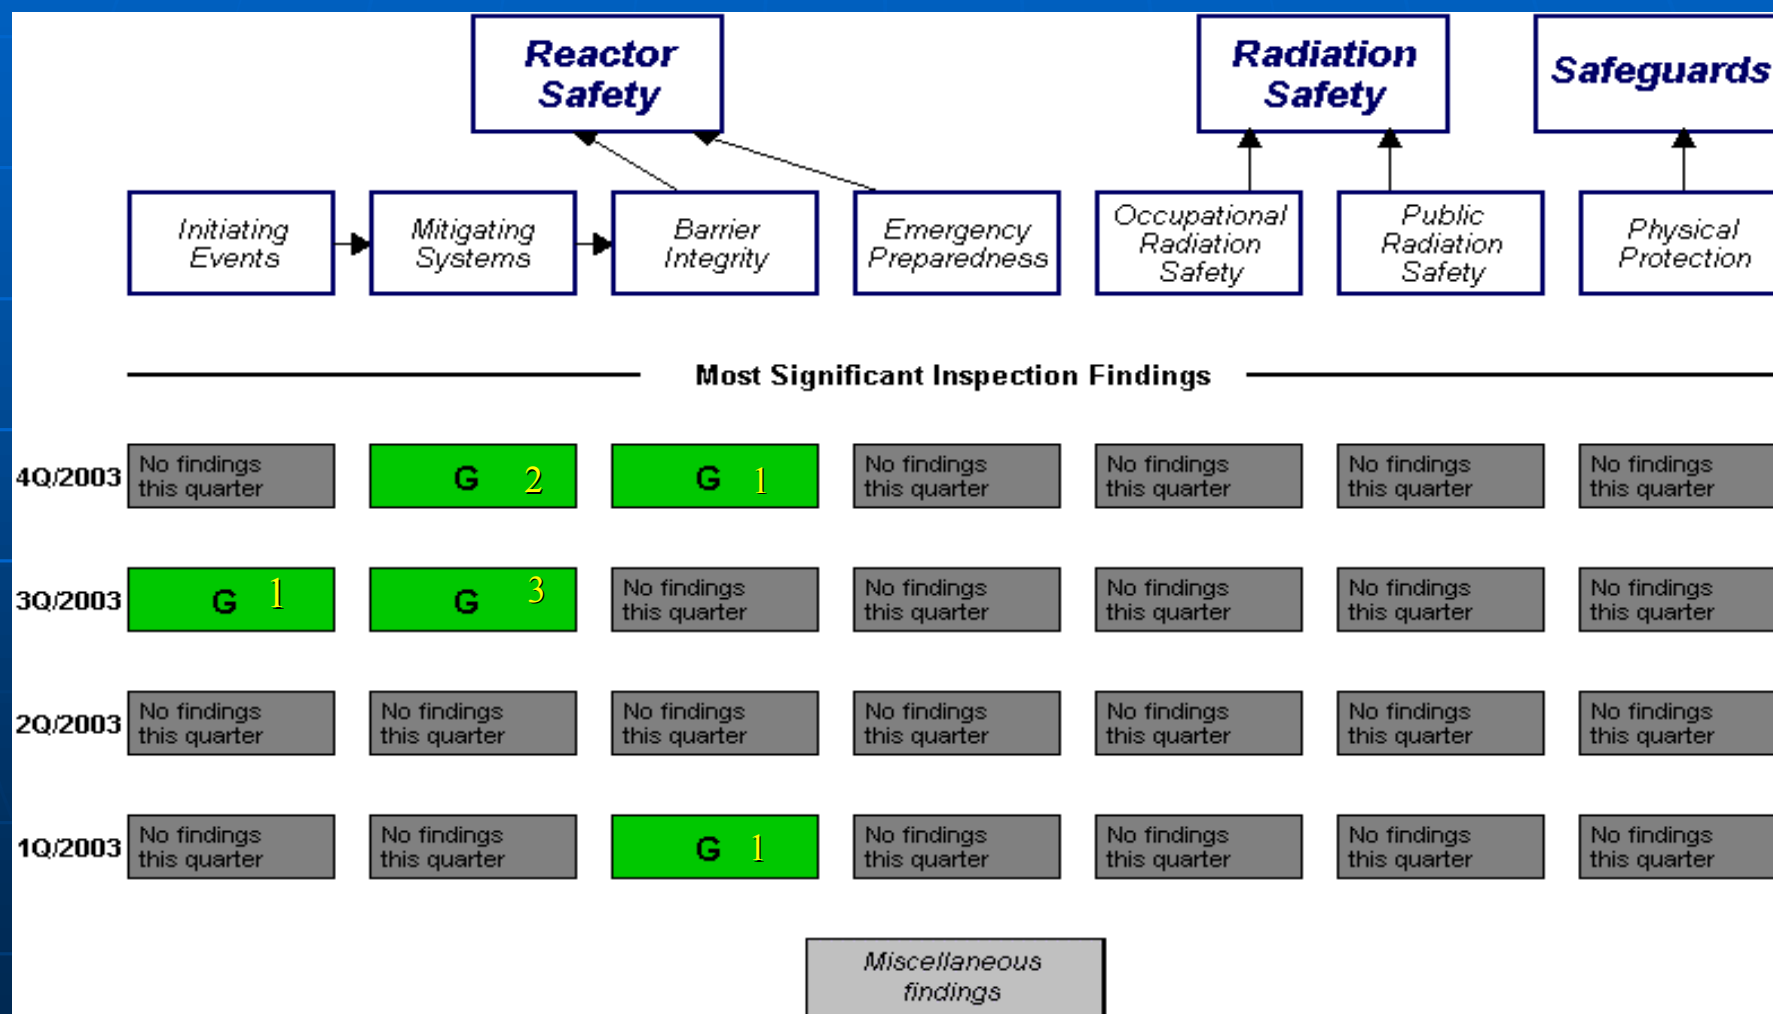 Reactor
Safety
Radiation
Safety
Safeguards
Initiating
Events
Mitigating
Systems
Barrier
Integrity
Emergency
Preparedness
Occupational
Radiation
Safety
Public
Radiation
Safety
Physical
Protection
Most Significant Inspection Findings
4Q/2003
No findings
this quarter
G 2
G 1
No findings
this quarter
No findings
this quarter
No findings
this quarter
No findings
this quarter
3Q/2003
G 1
G 3
No findings
this quarter
No findings
this quarter
No findings
this quarter
No findings
this quarter
No findings
this quarter
2Q/2003
No findings
this quarter
No findings
this quarter
No findings
this quarter
No findings
this quarter
No findings
this quarter
No findings
this quarter
No findings
this quarter
1Q/2003
No findings
this quarter
No findings
this quarter
G 1
No findings
this quarter
No findings
this quarter
No findings
this quarter
No findings
this quarter
Miscellaneous
findings